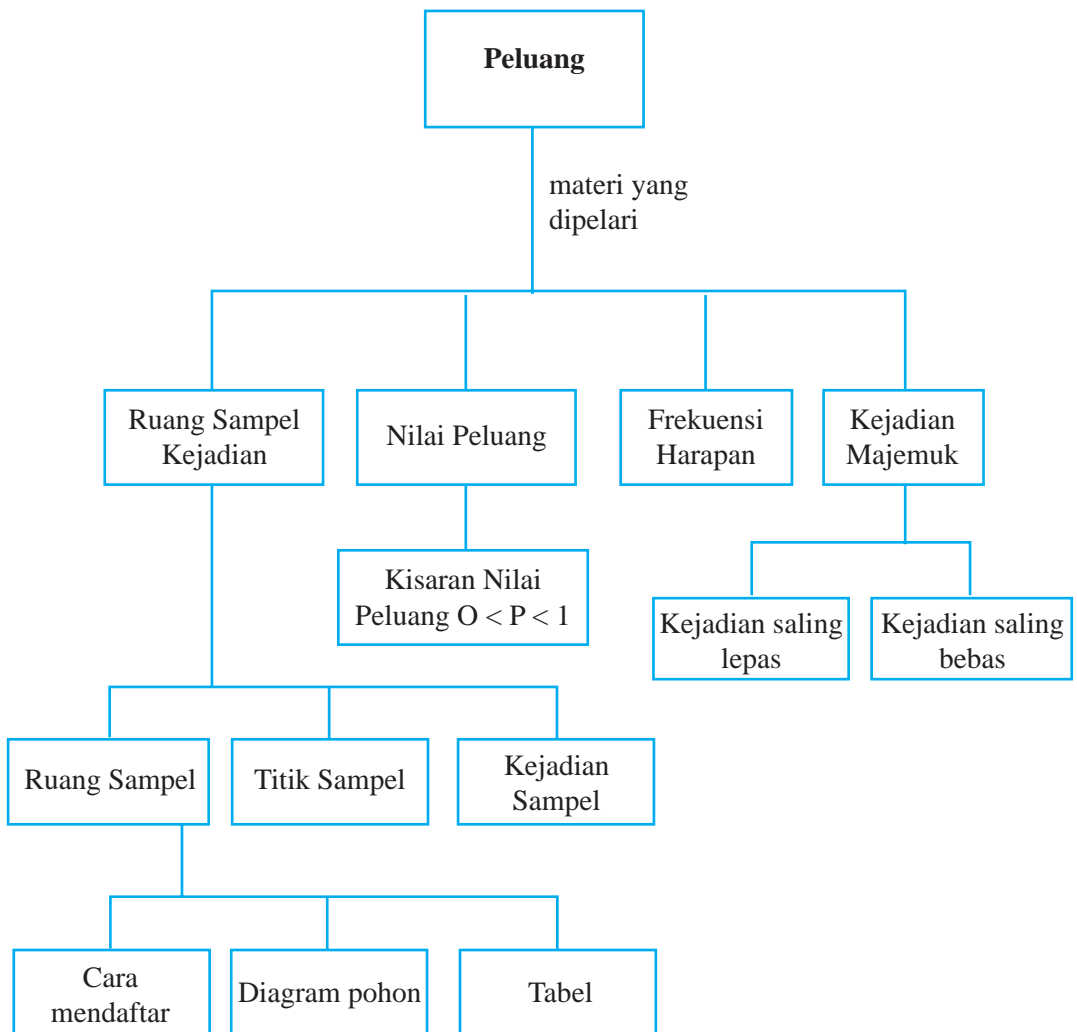 Peluang
materi yang
dipelari
Ruang Sampel
Kejadian
Nilai Peluang
Frekuensi
Harapan
Kejadian
Majemuk
Kisaran Nilai
Peluang O < P < 1
Kejadian saling
lepas
Kejadian saling
bebas
Ruang Sampel
Titik Sampel
Kejadian
Sampel
Cara
mendaftar
Diagram pohon
Tabel